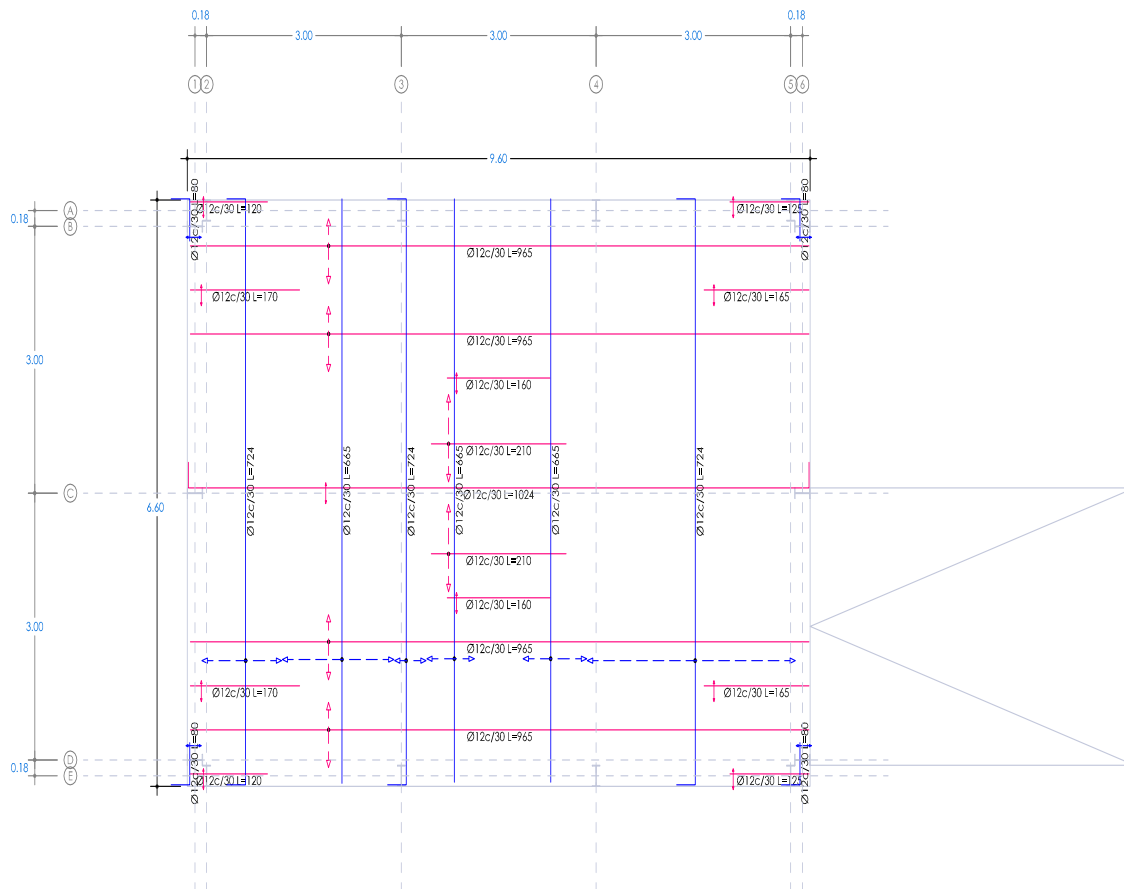 0.18
0.18
3.00
3.00
3.00
1
2
3
4
5
6
9.60
A
B
C
D
E
0.18
3.00
3.00
0.18
6.60
Ø12c/30 L=80
Ø12c/30 L=120
Ø12c/30 L=125
Ø12c/30 L=80
Ø12c/30 L=965
Ø12c/30 L=170
Ø12c/30 L=165
Ø12c/30 L=965
Ø12c/30 L=160
Ø12c/30 L=210
Ø12c/30 L=724
Ø12c/30 L=665
Ø12c/30 L=724
Ø12c/30 L=665
Ø12c/30 L=665
Ø12c/30 L=724
Ø12c/30 L=1024
Ø12c/30 L=210
Ø12c/30 L=160
Ø12c/30 L=965
Ø12c/30 L=170
Ø12c/30 L=165
Ø12c/30 L=965
Ø12c/30 L=80
Ø12c/30 L=120
Ø12c/30 L=125
Ø12c/30 L=80